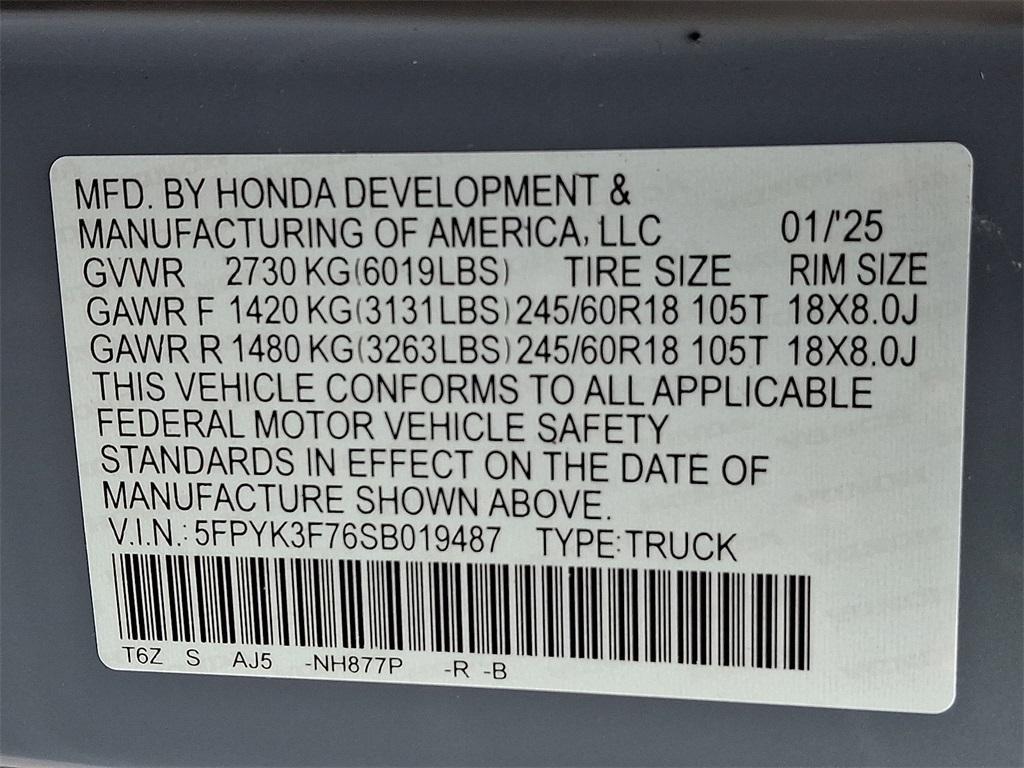 MFD. BY HONDA DEVELOPMENT &
MANUFACTURING OF AMERICA, LLC 01/'25
GVWR 2730 KG(6019LBS) TIRE SIZE RIM SIZE
GAWR F 1420 KG(3131LBS) 245/60R18 105T 18X8.0J
GAWR R 1480 KG(3263LBS) 245/60R18 105T 18X8.0J
THIS VEHICLE CONFORMS TO ALL APPLICABLE
FEDERAL MOTOR VEHICLE SAFETY
STANDARDS IN EFFECT ON THE DATE OF
MANUFACTURE SHOWN ABOVE.
V.I.N.: 5FPYK3F76SB019487 TYPE: TRUCK
T6Z S AJ5 -NH877P -R -B